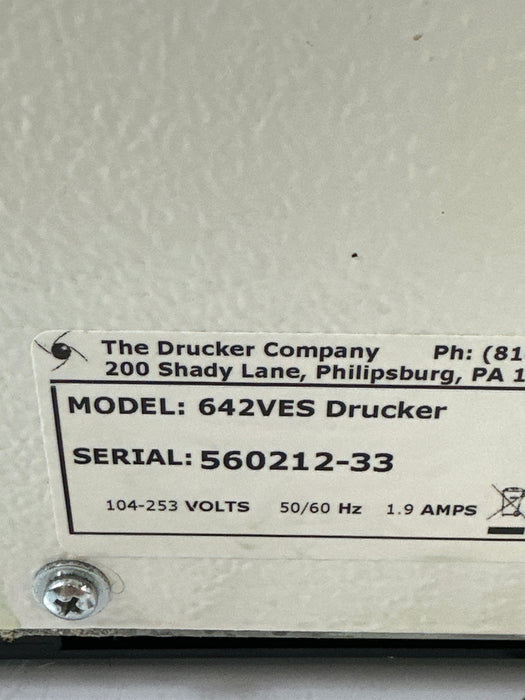 The Drucker Company Ph: (81
200 Shady Lane, Philipsburg, PA 1
MODEL: 642VES Drucker
SERIAL: 560212-33
104-253 VOLTS 50/60 Hz 1.9 AMPS